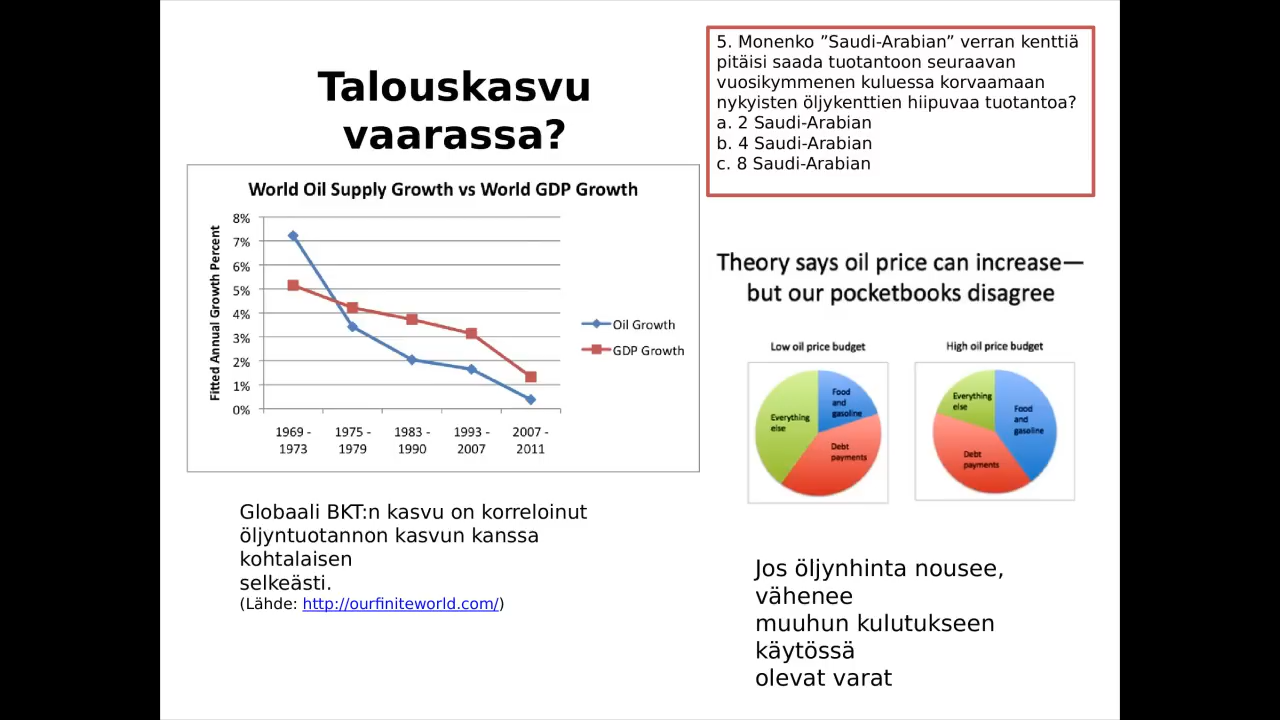 Talouskasvu
vaarassa?
5. Monenko ”Saudi-Arabian” verran kenttiä
pitäisi saada tuotantoon seuraavan
vuosikymmenen kuluessa korvaamaan
nykyisten öljykenttien hiipuvaa tuotantoa?
a. 2 Saudi-Arabian
b. 4 Saudi-Arabian
c. 8 Saudi-Arabian
World Oil Supply Growth vs World GDP Growth
Fitted Annual Growth Percent
8%
7%
6%
5%
4%
3%
2%
1%
0%
1969 - 1975 - 1983 - 1993 - 2007 -
1973 1979 1990 2007 2011
Oil Growth
GDP Growth
Theory says oil price can increase—
but our pocketbooks disagree
Low oil price budget
Food
and
gasoline
Everything
else
Debt
payments
High oil price budget
Everything
else
Food
and
gasoline
Debt
payments
Globaali BKT:n kasvu on korreloinut
öljyntuotannon kasvun kanssa
kohtalaisen
selkeästi.
(Lähde: http://ourfiniteworld.com/)
Jos öljynhinta nousee,
vähenee
muuhun kulutukseen
käytössä
olevat varat